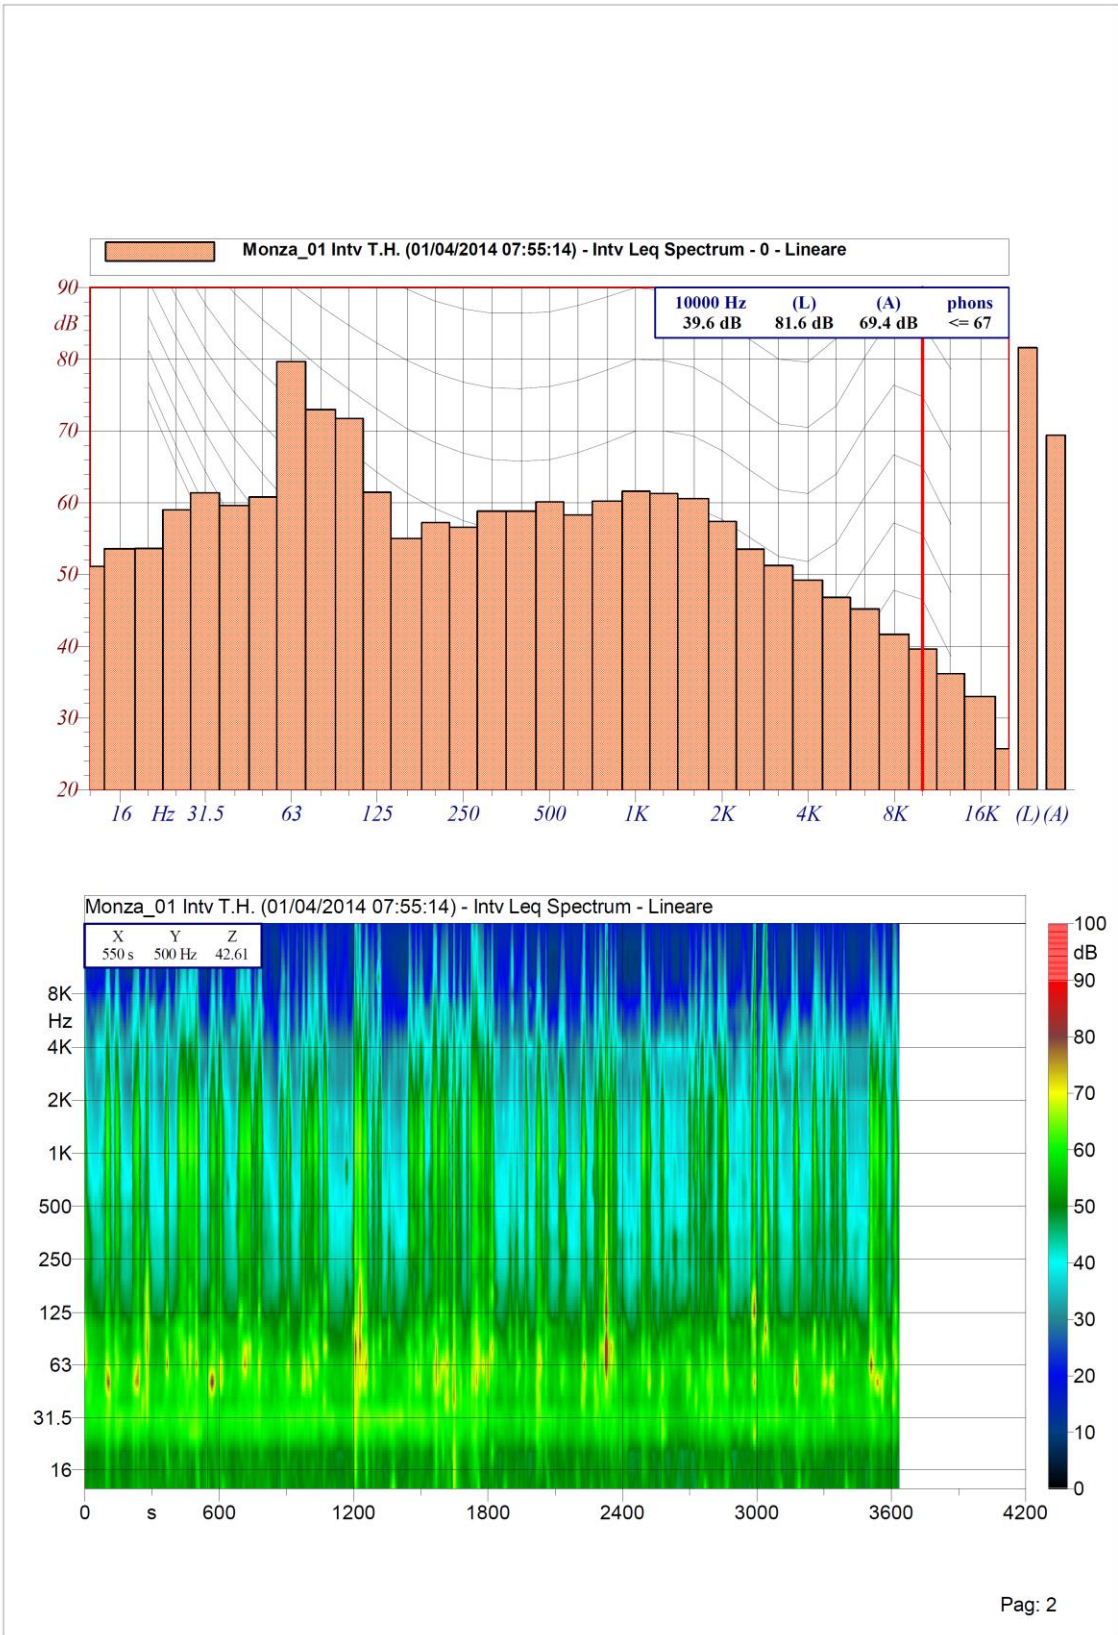 Monza_01 Intv T.H. (01/04/2014 07:55:14) - Intv Leq Spectrum - 0 - Lineare
90
dB
80
70
60
50
40
30
20
10000 Hz (L) (A) phons
39.6 dB 81.6 dB 69.4 dB <= 67
16 Hz 31.5 63 125 250 500 1K 2K 4K 8K 16K (L) (A)
Monza_01 Intv T.H. (01/04/2014 07:55:14) - Intv Leq Spectrum - Lineare
X Y Z
550 s 500 Hz 42.61
8K
Hz
4K
2K
1K
500
250
125
63
31.5
16
0 s 600 1200 1800 2400 3000 3600 4200
100
dB
90
80
70
60
50
40
30
20
10
0
Pag: 2